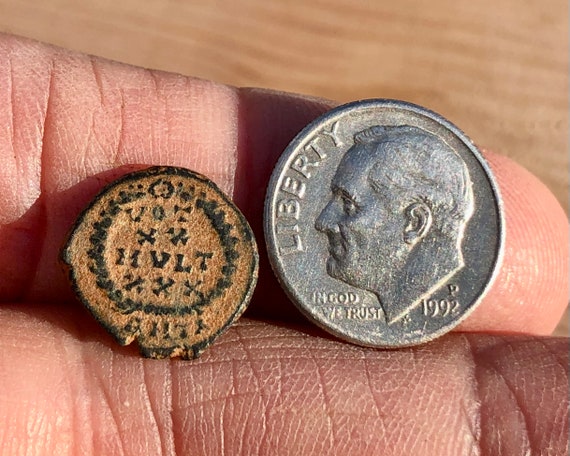 VOT
XX
MVLT
XXX
LIBERTY
IN GOD
WE TRUST
P
1992